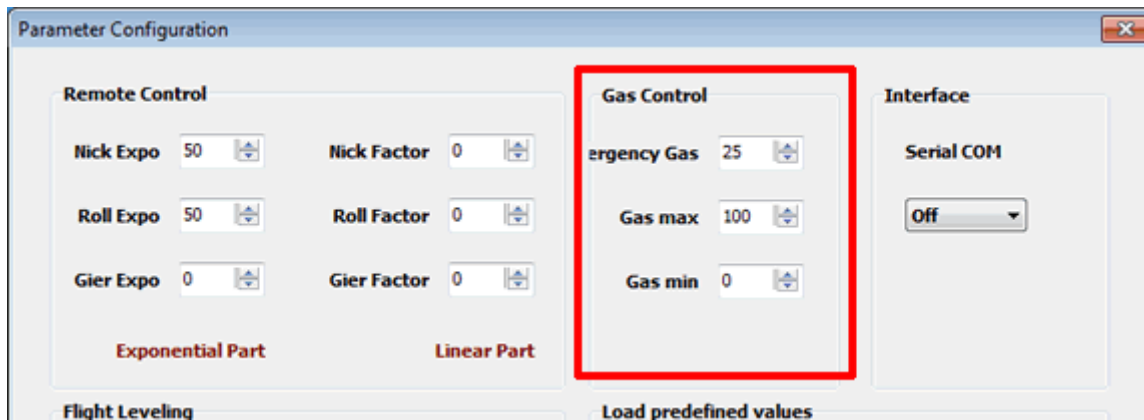 Parameter Configuration
Remote Control
Nick Expo 50 Nick Factor 0
Roll Expo 50 Roll Factor 0
Gier Expo 0 Gier Factor 0
Exponential Part Linear Part
Gas Control
ergency Gas 25
Gas max 100
Gas min 0
Interface
Serial COM
Off
Flight Leveling
Load predefined values